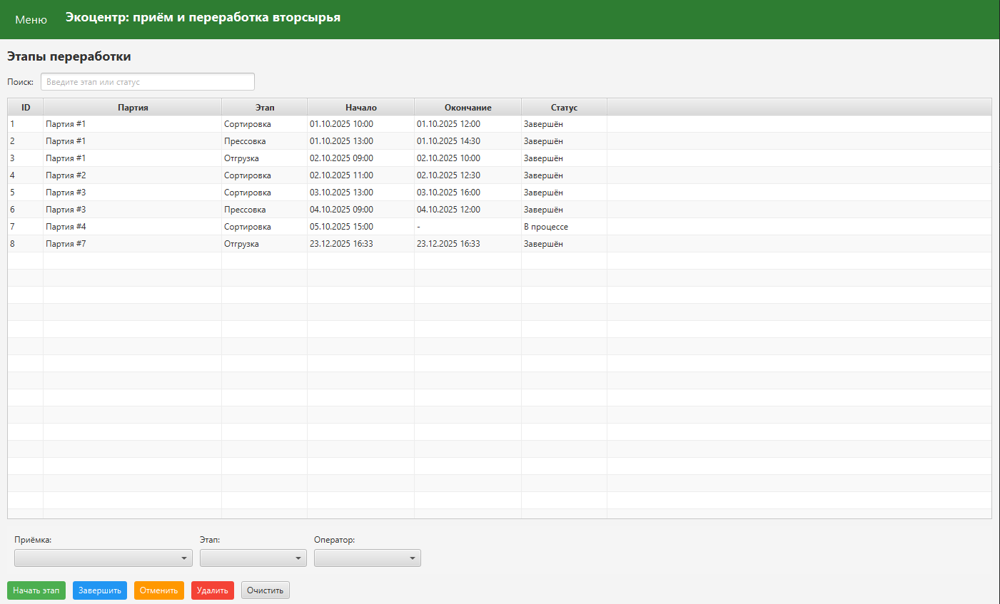 Меню Экоцентр: приём и переработка вторсырья
Этапы переработки
Поиск: Введите этап или статус
ID Партия Этап Начало Окончание Статус
1 Партия #1 Сортировка 01.10.2025 10:00 01.10.2025 12:00 Завершён
2 Партия #1 Прессовка 01.10.2025 13:00 01.10.2025 14:30 Завершён
3 Партия #1 Отгрузка 02.10.2025 09:00 02.10.2025 10:00 Завершён
4 Партия #2 Сортировка 02.10.2025 11:00 02.10.2025 12:30 Завершён
5 Партия #3 Сортировка 03.10.2025 13:00 03.10.2025 16:00 Завершён
6 Партия #3 Прессовка 04.10.2025 09:00 04.10.2025 12:00 Завершён
7 Партия #4 Сортировка 05.10.2025 15:00 - В процессе
8 Партия #7 Отгрузка 23.12.2025 16:33 23.12.2025 16:33 Завершён
Приёмка: Этап: Оператор:
Начать этап Завершить Отменить Удалить Очистить